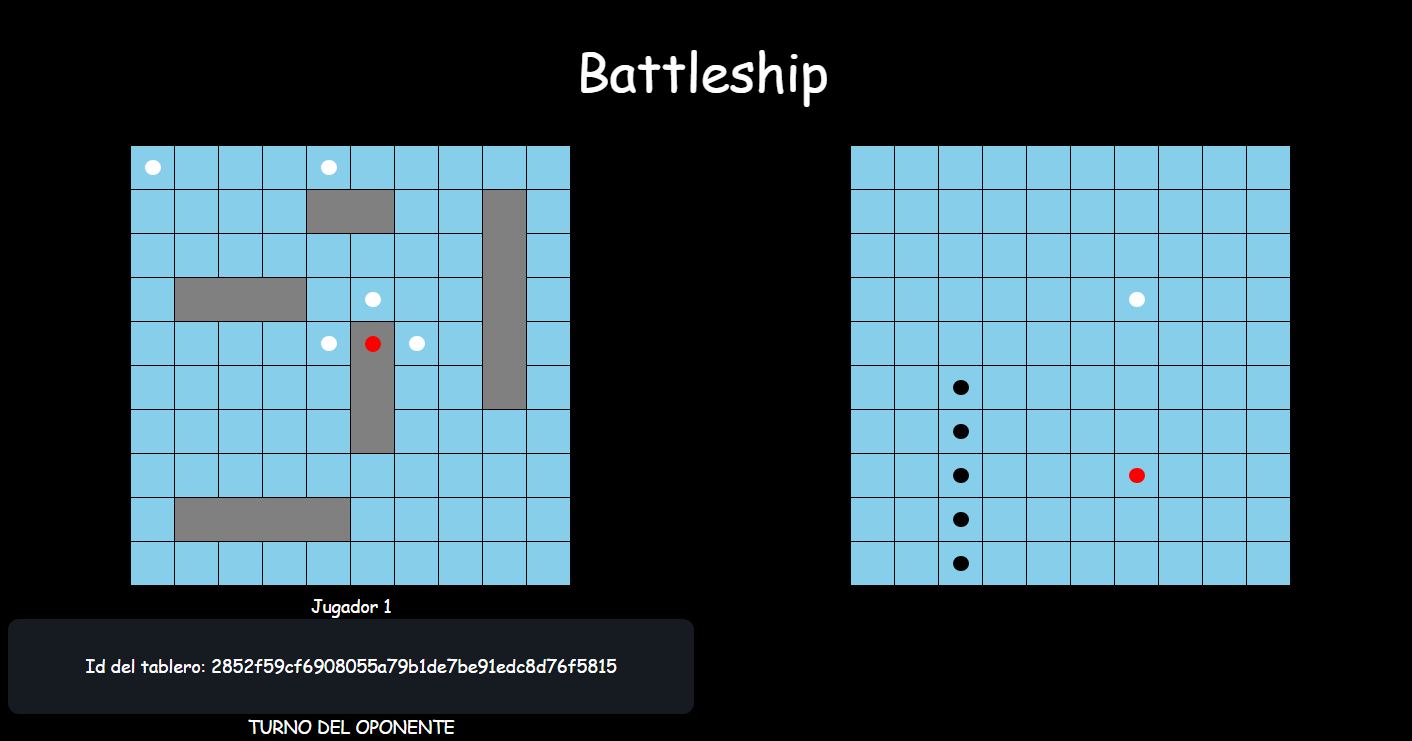 Battleship
Jugador 1
Id del tablero: 2852f59cf6908055a79b1de7be91edc8d76f5815
TURNO DEL OPONENTE